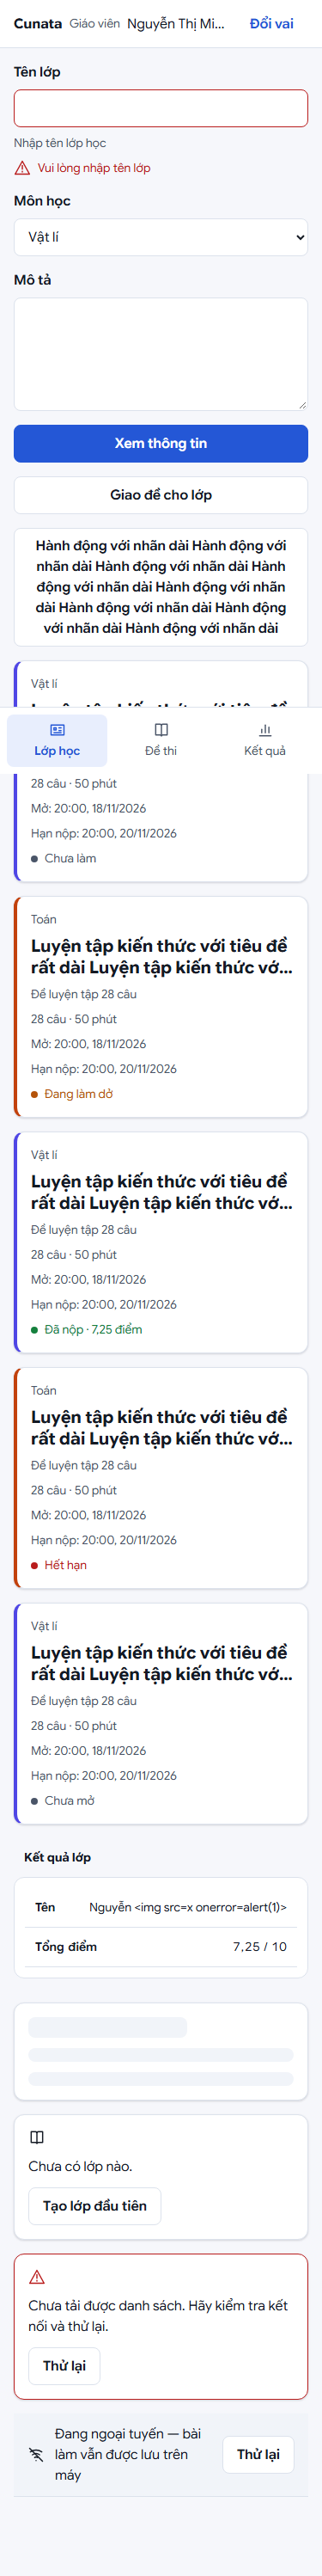 Cunata Giáo viên Nguyễn Thị Mi... Đổi vai
Tên lớp
Nhập tên lớp học
Vui lòng nhập tên lớp
Môn học
Vật lí
Mô tả
Xem thông tin
Giao đề cho lớp
Hành động với nhãn dài Hành động với
nhãn dài Hành động với nhãn dài Hành
động với nhãn dài Hành động với nhãn
dài Hành động với nhãn dài Hành động
với nhãn dài Hành động với nhãn dài
Vật lí
Lớp học
Đề thi
Kết quả
28 câu · 50 phút
Mở: 20:00, 18/11/2026
Hạn nộp: 20:00, 20/11/2026
Chưa làm
Toán
Luyện tập kiến thức với tiêu đề
rất dài Luyện tập kiến thức vớ...
Đề luyện tập 28 câu
28 câu · 50 phút
Mở: 20:00, 18/11/2026
Hạn nộp: 20:00, 20/11/2026
Đang làm dở
Vật lí
Luyện tập kiến thức với tiêu đề
rất dài Luyện tập kiến thức vớ...
Đề luyện tập 28 câu
28 câu · 50 phút
Mở: 20:00, 18/11/2026
Hạn nộp: 20:00, 20/11/2026
Đã nộp · 7,25 điểm
Toán
Luyện tập kiến thức với tiêu đề
rất dài Luyện tập kiến thức vớ...
Đề luyện tập 28 câu
28 câu · 50 phút
Mở: 20:00, 18/11/2026
Hạn nộp: 20:00, 20/11/2026
Hết hạn
Vật lí
Luyện tập kiến thức với tiêu đề
rất dài Luyện tập kiến thức vớ...
Đề luyện tập 28 câu
28 câu · 50 phút
Mở: 20:00, 18/11/2026
Hạn nộp: 20:00, 20/11/2026
Chưa mở
Kết quả lớp
Tên Nguyễn <img src=x onerror=alert(1)>
Tổng điểm 7,25 / 10
Chưa có lớp nào.
Tạo lớp đầu tiên
Chưa tải được danh sách. Hãy kiểm tra kết
nối và thử lại.
Thử lại
Đang ngoại tuyến — bài
làm vẫn được lưu trên
máy
Thử lại